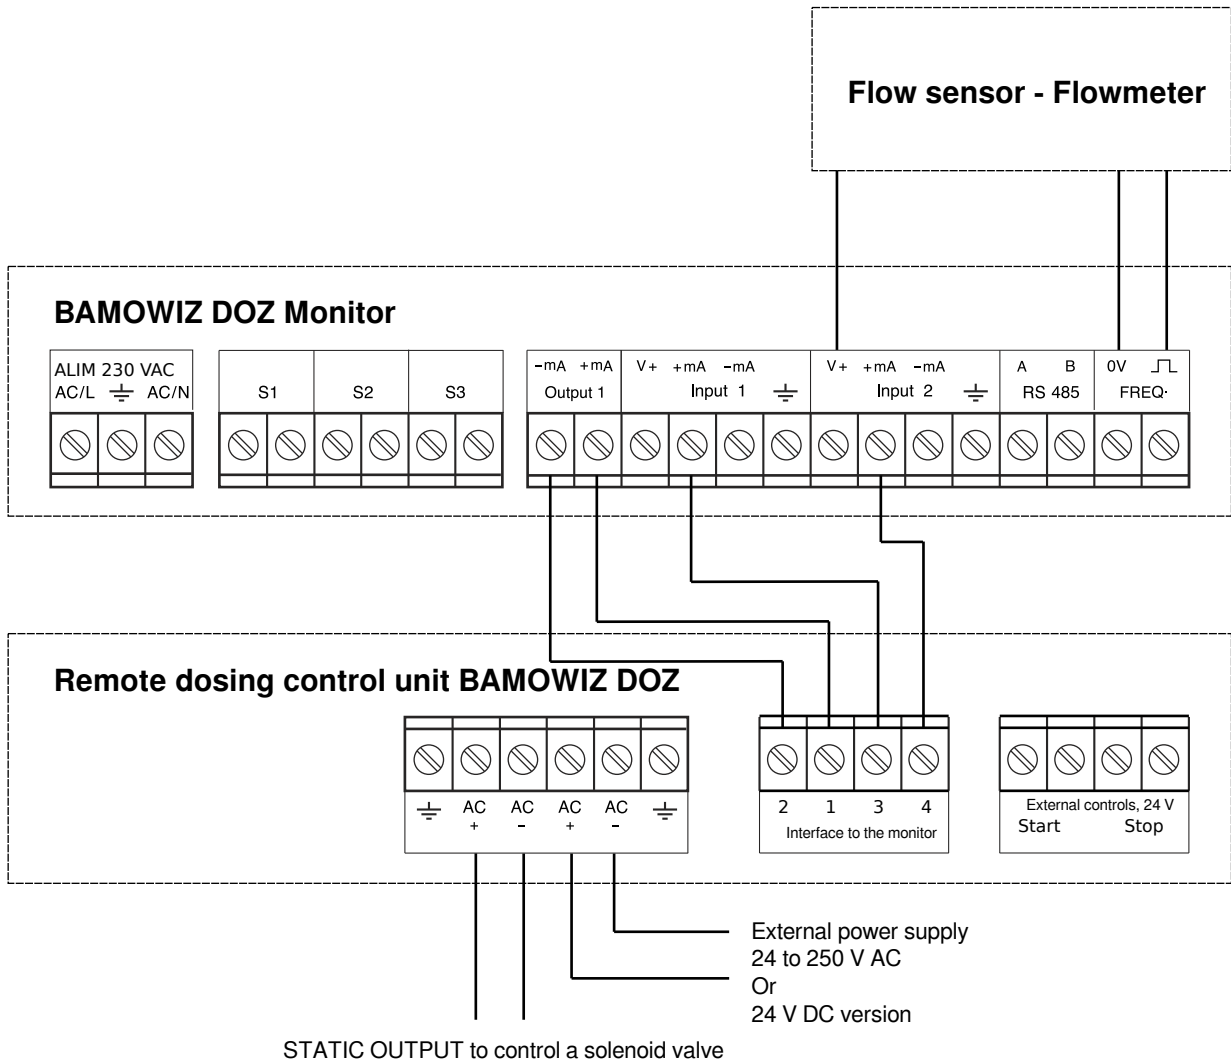 Flow sensor - Flowmeter
BAMOWIZ DOZ Monitor
ALIM 230 VAC
AC/L AC/N
S1 S2 S3
-mA +mA V+ +mA -mA V+ +mA -mA A B 0V
Output 1 Input 1 Input 2 RS 485 FREQ·
Remote dosing control unit BAMOWIZ DOZ
AC AC AC AC
+ - + -
2 1 3 4
Interface to the monitor
External controls, 24 V
Start Stop
External power supply
24 to 250 V AC
Or
24 V DC version
STATIC OUTPUT to control a solenoid valve